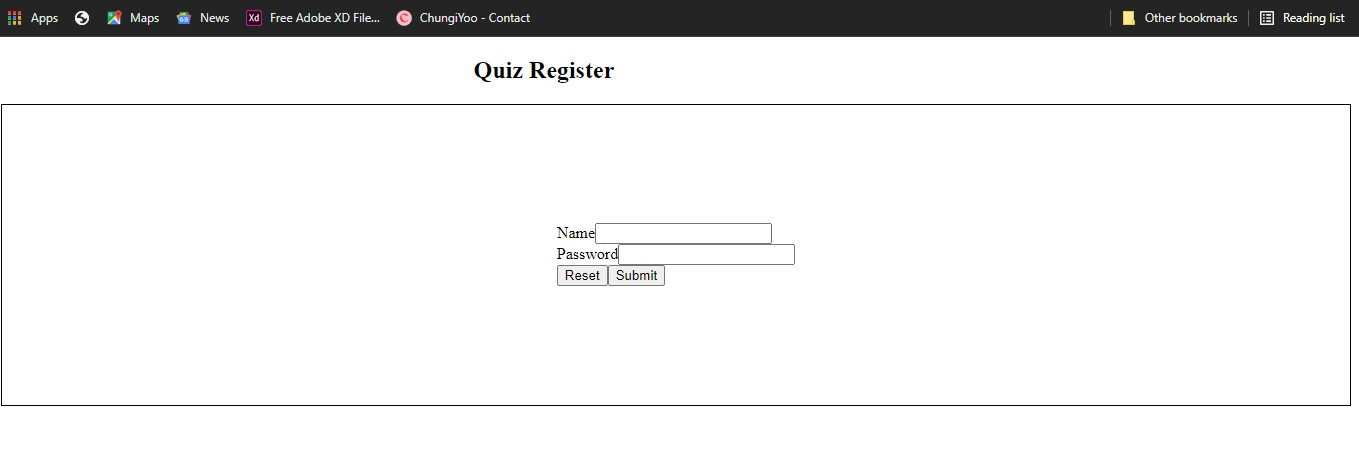 Apps Maps News Xd Free Adobe XD File... C ChungiYoo - Contact Other bookmarks Reading list
Quiz Register
Name
Password
Reset Submit